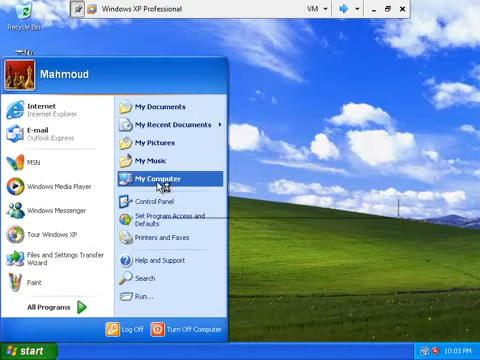 Windows XP Professional
VM
Recycle Bin
Mahmoud
Internet
Internet Explorer
E-mail
Outlook Express
MSN
Windows Media Player
Windows Messenger
Tour Windows XP
Files and Settings Transfer
Wizard
Paint
All Programs
My Documents
My Recent Documents
My Pictures
My Music
My Computer
Control Panel
Set Program Access and
Defaults
Printers and Faxes
Help and Support
Search
Run...
Log Off
Turn Off Computer
start
10:03 PM